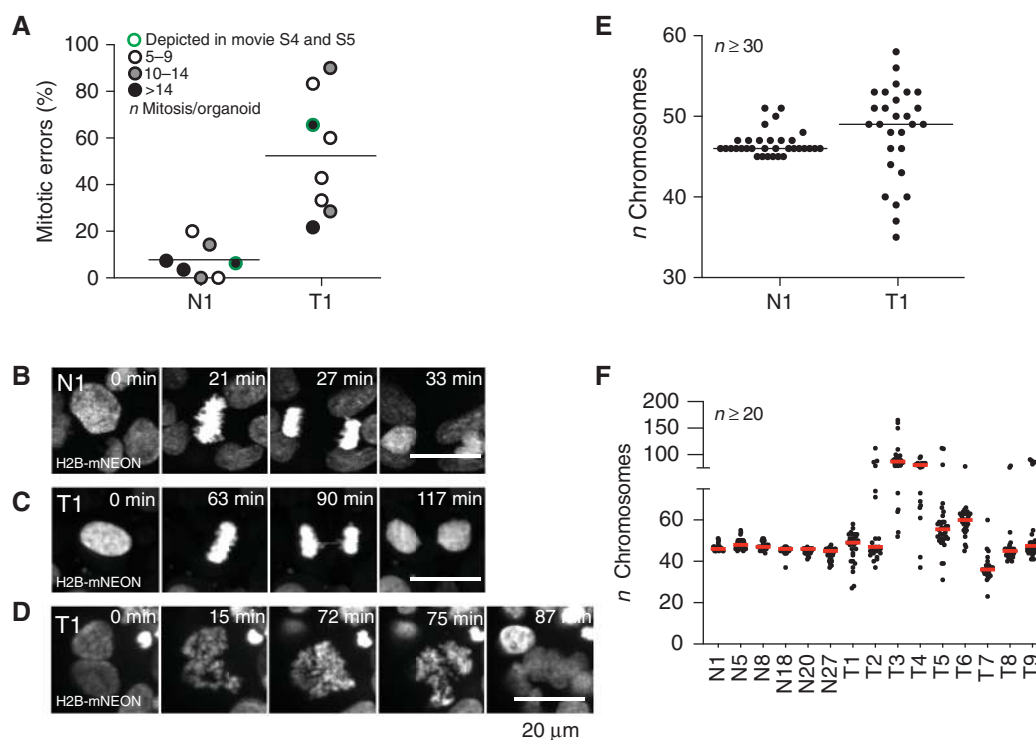 A
Mitotic errors (%)
100
80
60
40
20
0
Depicted in movie S4 and S5
5–9
10–14
>14
n Mitosis/organoid
N1
T1
E
n Chromosomes
60
50
40
30
n ≥ 30
N1
T1
B
N1
0 min
21 min
27 min
33 min
H2B-mNEON
C
T1
0 min
63 min
90 min
117 min
H2B-mNEON
D
T1
0 min
15 min
72 min
75 min
87 min
H2B-mNEON
20 μm
F
n Chromosomes
200
150
100
60
40
20
0
n ≥ 20
N1
N5
N8
N18
N20
N27
T1
T2
T3
T4
T5
T6
T7
T8
T9